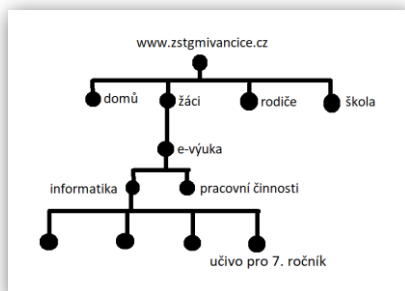 www.zstgmivancice.cz
domů žáci rodiče škola
e-výuka
informatika pracovní činnosti
učivo pro 7. ročník